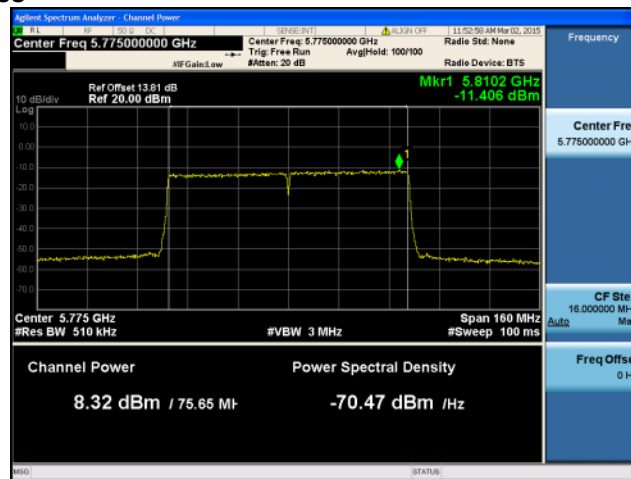 Agilent Spectrum Analyzer - Channel Power
RL RF 50 Ω DC SENSE:INT ALIGN OFF 11:52:58 AM Mar 02, 2015
Center Freq 5.775000000 GHz
Center Freq: 5.775000000 GHz
Radio Std: None
Trig: Free Run Avg|Hold: 100/100
#IFGain:Low #Atten: 20 dB Radio Device: BTS
Frequency
Mkr1 5.8102 GHz
-11.406 dBm
Ref Offset 13.81 dB
10 dB/div Ref 20.00 dBm
Log
10.0
0.00
-10.0
-20.0
-30.0
-40.0
-50.0
-60.0
-70.0
1
Center 5.775 GHz Span 160 MHz
#Res BW 510 kHz #VBW 3 MHz #Sweep 100 ms
Channel Power Power Spectral Density
8.32 dBm / 75.65 MH -70.47 dBm /Hz
Center Fre
5.775000000 GH
CF Ste
16.000000 MH
Auto Ma
Freq Offse
0 H
MSG STATUS